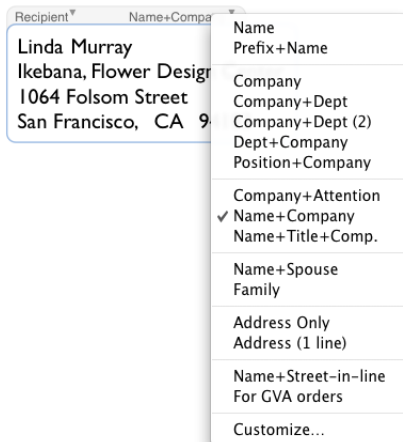 Recipient Name+Compa
Linda Murray
Ikebana, Flower Design
1064 Folsom Street
San Francisco, CA
Name
Prefix+Name
Company
Company+Dept
Company+Dept (2)
Dept+Company
Position+Company
Company+Attention
✓ Name+Company
Name+Title+Comp.
Name+Spouse
Family
Address Only
Address (1 line)
Name+Street-in-line
For GVA orders
Customize...